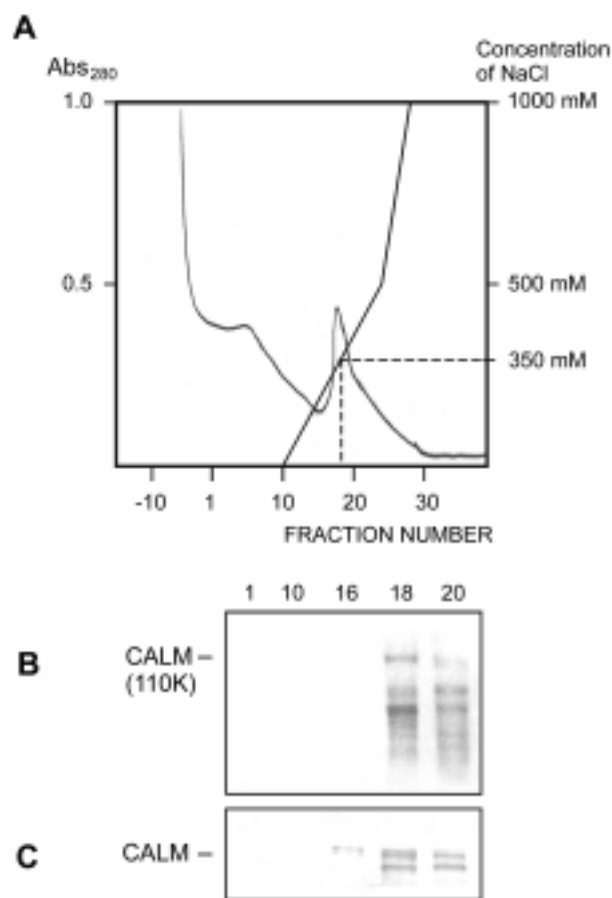 A
Abs280
Concentration
of NaCl
1.0
1000 mM
0.5
500 mM
350 mM
-10 1 10 20 30
FRACTION NUMBER
1 10 16 18 20
B
CALM –
(110K)
C
CALM –